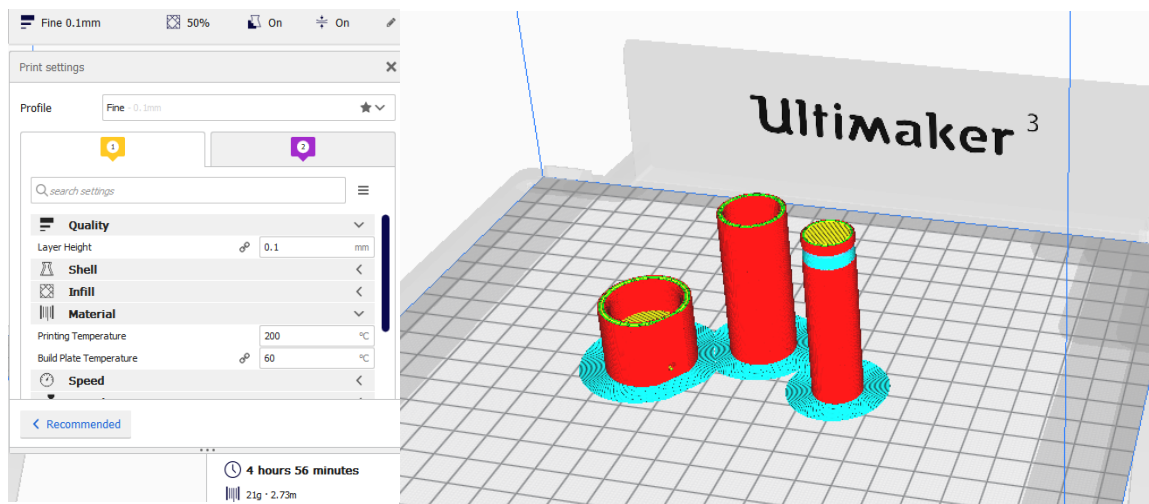 Fine 0.1mm 50% On On
Print settings
Profile Fine - 0.1mm
1 2
search settings
Quality
Layer Height 0.1 mm
Shell
Infill
Material
Printing Temperature 200 °C
Build Plate Temperature 60 °C
Speed
Recommended
4 hours 56 minutes
21g · 2.73m
Ultimaker 3